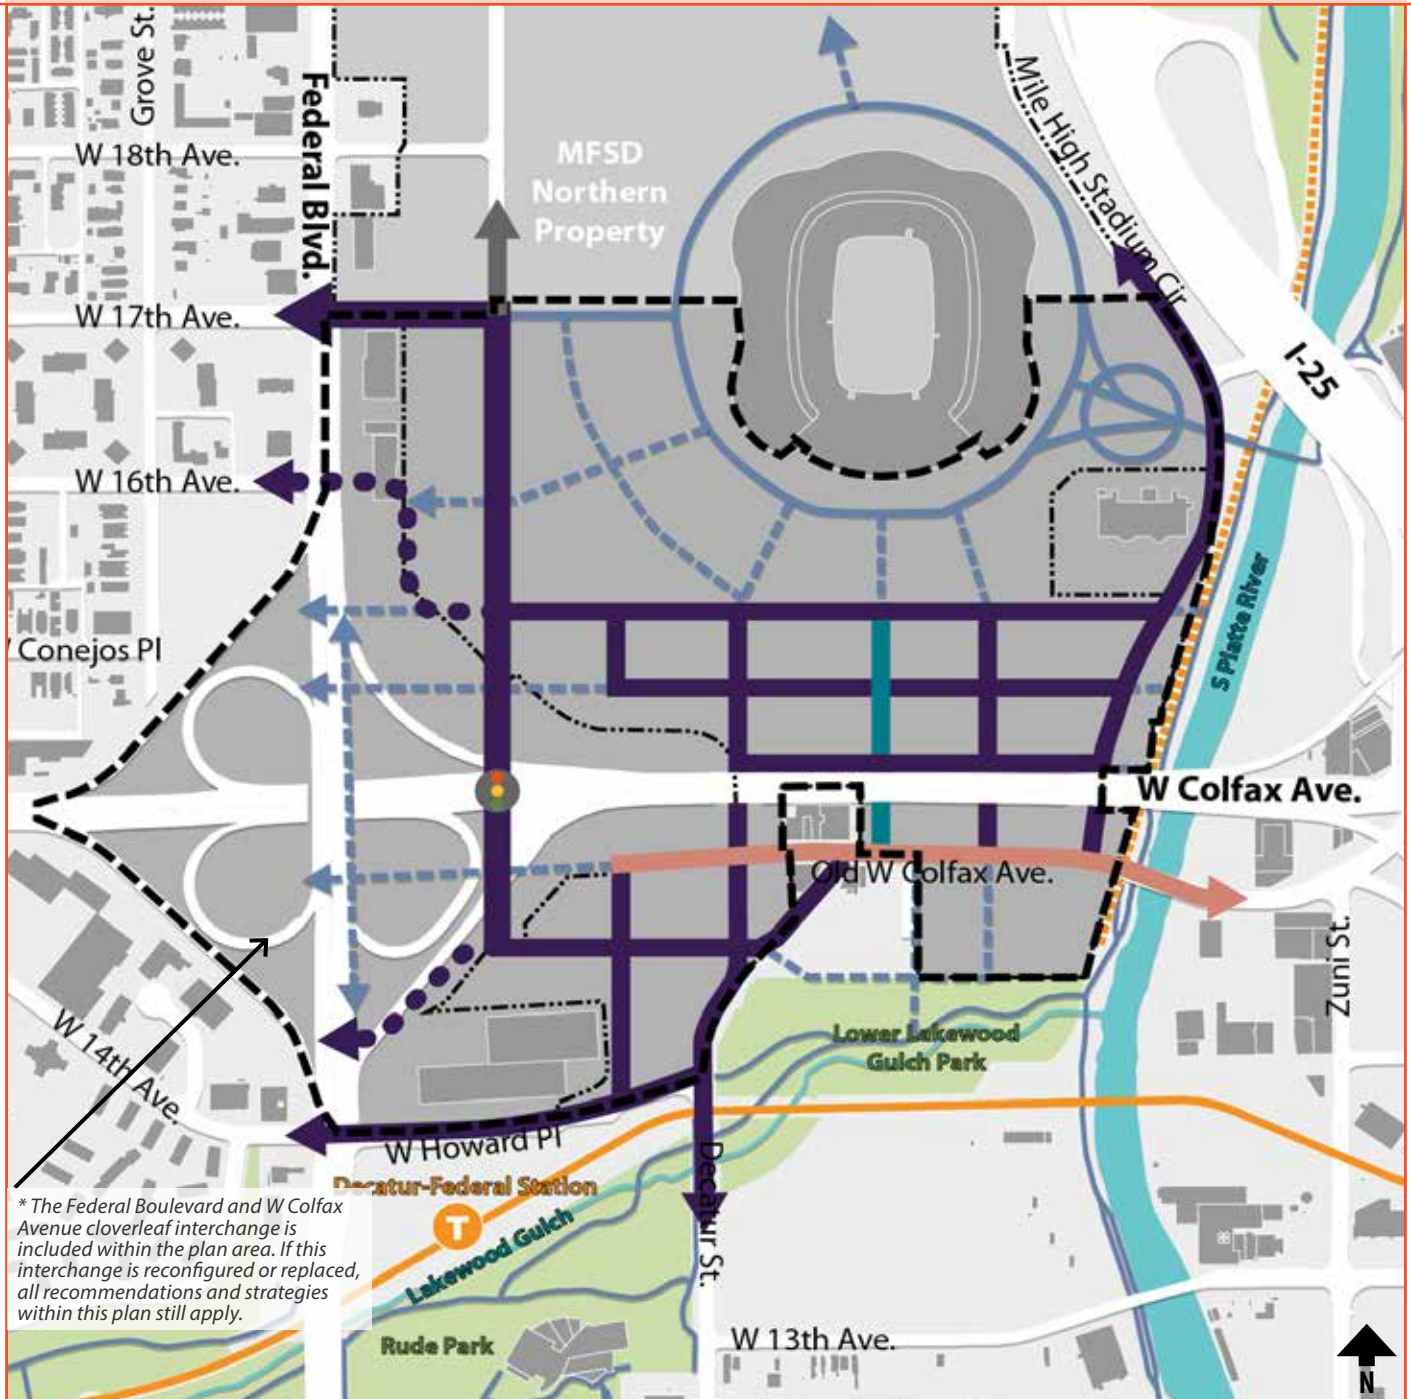 Grove St.
Federal Blvd.
W 18th Ave.
MFSD
Northern
Property
Mile High Stadium Cir
W 17th Ave.
I-25
W 16th Ave.
Conejos Pl
S Platte River
W Colfax Ave.
Old W Colfax Ave.
Zuni St.
W 14th Ave.
Lower Lakewood
Gulch Park
W Howard Pl
Decatur St.
Decatur-Federal Station
T
Lakewood Gulch
* The Federal Boulevard and W Colfax
Avenue cloverleaf interchange is
included within the plan area. If this
interchange is reconfigured or replaced,
all recommendations and strategies
within this plan still apply.
Rude Park
W 13th Ave.
N